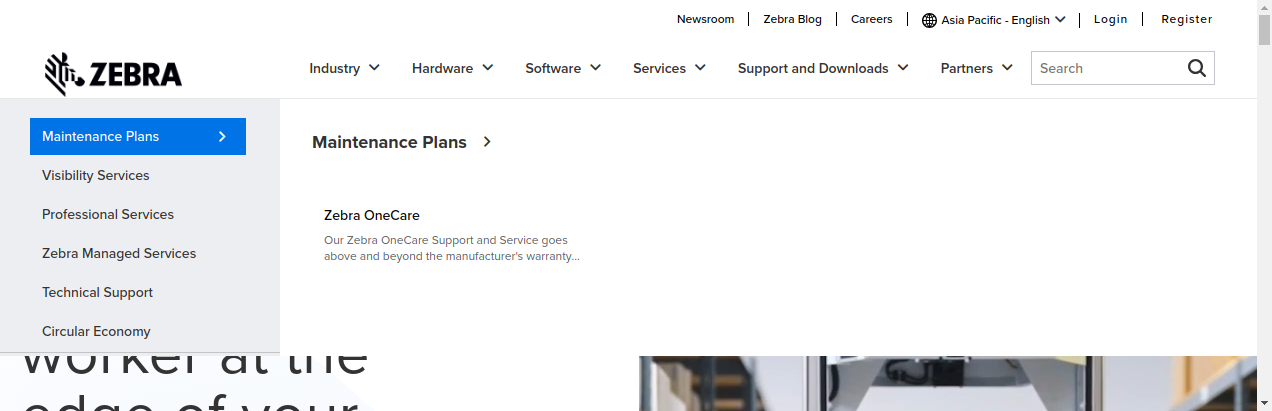 Newsroom
Zebra Blog
Careers
Asia Pacific - English
Login
Register
ZEBRA
Industry
Hardware
Software
Services
Support and Downloads
Partners
Search
Maintenance Plans
Visibility Services
Professional Services
Zebra Managed Services
Technical Support
Circular Economy
Maintenance Plans
Zebra OneCare
Our Zebra OneCare Support and Service goes
above and beyond the manufacturer's warranty...
worker at the
edge of your